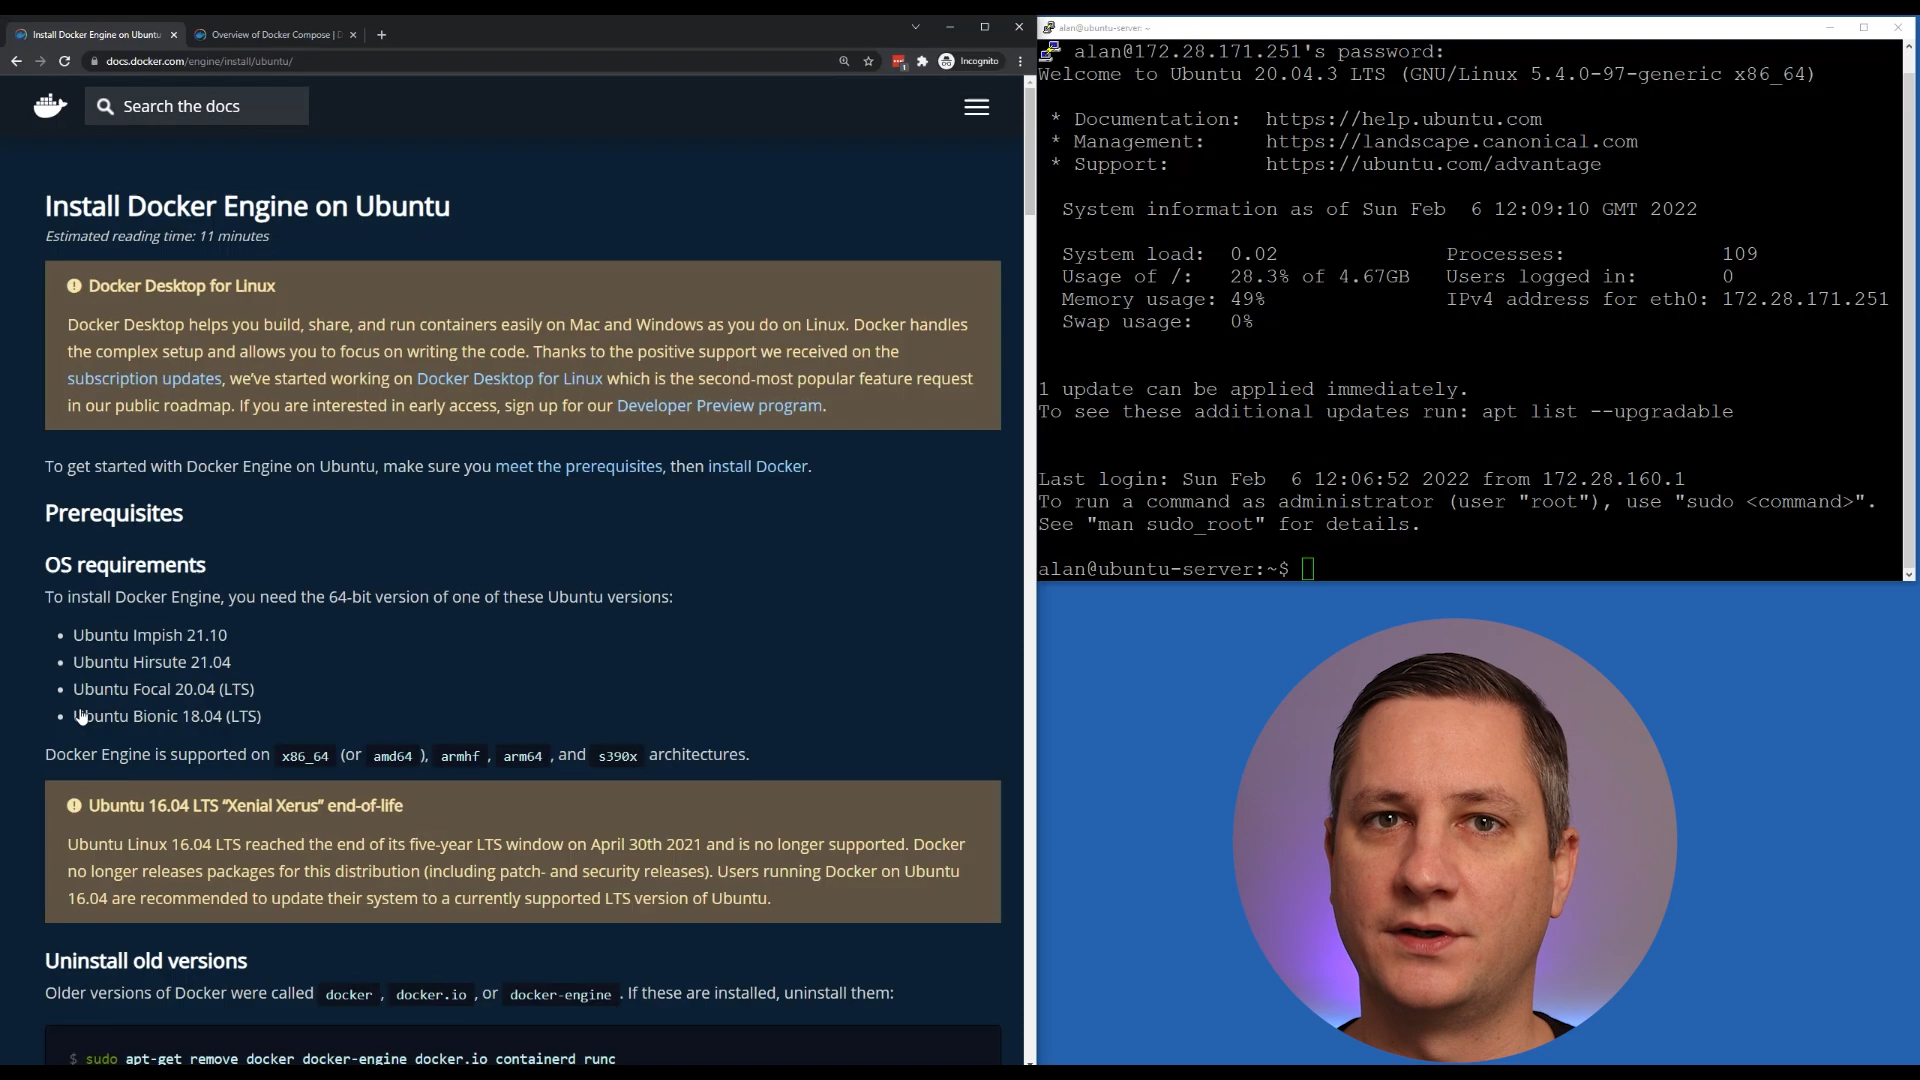 Install Docker Engine on Ubuntu
Overview of Docker Compose | D
docs.docker.com/engine/install/ubuntu/
Incognito
Search the docs
Install Docker Engine on Ubuntu
Estimated reading time: 11 minutes
Docker Desktop for Linux
Docker Desktop helps you build, share, and run containers easily on Mac and Windows as you do on Linux. Docker handles
the complex setup and allows you to focus on writing the code. Thanks to the positive support we received on the
subscription updates, we’ve started working on Docker Desktop for Linux which is the second-most popular feature request
in our public roadmap. If you are interested in early access, sign up for our Developer Preview program.
To get started with Docker Engine on Ubuntu, make sure you meet the prerequisites, then install Docker.
Prerequisites
OS requirements
To install Docker Engine, you need the 64-bit version of one of these Ubuntu versions:
• Ubuntu Impish 21.10
• Ubuntu Hirsute 21.04
• Ubuntu Focal 20.04 (LTS)
• Ubuntu Bionic 18.04 (LTS)
Docker Engine is supported on x86_64 (or amd64), armhf, arm64, and s390x architectures.
Ubuntu 16.04 LTS “Xenial Xerus” end-of-life
Ubuntu Linux 16.04 LTS reached the end of its five-year LTS window on April 30th 2021 and is no longer supported. Docker
no longer releases packages for this distribution (including patch- and security releases). Users running Docker on Ubuntu
16.04 are recommended to update their system to a currently supported LTS version of Ubuntu.
Uninstall old versions
Older versions of Docker were called docker, docker.io, or docker-engine. If these are installed, uninstall them:
$ sudo apt-get remove docker docker-engine docker.io containerd runc
alan@ubuntu-server: ~
alan@172.28.171.251's password:
Welcome to Ubuntu 20.04.3 LTS (GNU/Linux 5.4.0-97-generic x86_64)
* Documentation: https://help.ubuntu.com
* Management: https://landscape.canonical.com
* Support: https://ubuntu.com/advantage
System information as of Sun Feb 6 12:09:10 GMT 2022
System load: 0.02 Processes: 109
Usage of /: 28.3% of 4.67GB Users logged in: 0
Memory usage: 49% IPv4 address for eth0: 172.28.171.251
Swap usage: 0%
1 update can be applied immediately.
To see these additional updates run: apt list --upgradable
Last login: Sun Feb 6 12:06:52 2022 from 172.28.160.1
To run a command as administrator (user "root"), use "sudo <command>".
See "man sudo_root" for details.
alan@ubuntu-server:~$